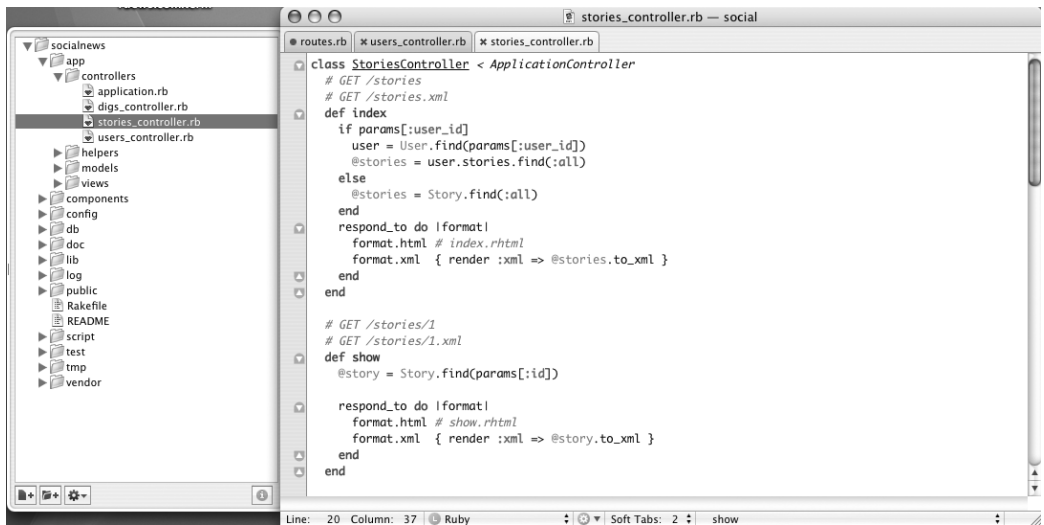 stories_controller.rb — social
socialnews
app
controllers
application.rb
digs_controller.rb
stories_controller.rb
users_controller.rb
helpers
models
views
components
config
db
doc
lib
log
public
Rakefile
README
script
test
tmp
vendor
routes.rb users_controller.rb stories_controller.rb
class StoriesController < ApplicationController
# GET /stories
# GET /stories.xml
def index
if params[:user_id]
user = User.find(params[:user_id])
@stories = user.stories.find(:all)
else
@stories = Story.find(:all)
end
respond_to do |format|
format.html # index.rhtml
format.xml { render :xml => @stories.to_xml }
end
end
# GET /stories/1
# GET /stories/1.xml
def show
@story = Story.find(params[:id])
respond_to do |format|
format.html # show.rhtml
format.xml { render :xml => @story.to_xml }
end
end
Line: 20 Column: 37 Ruby Soft Tabs: 2 show